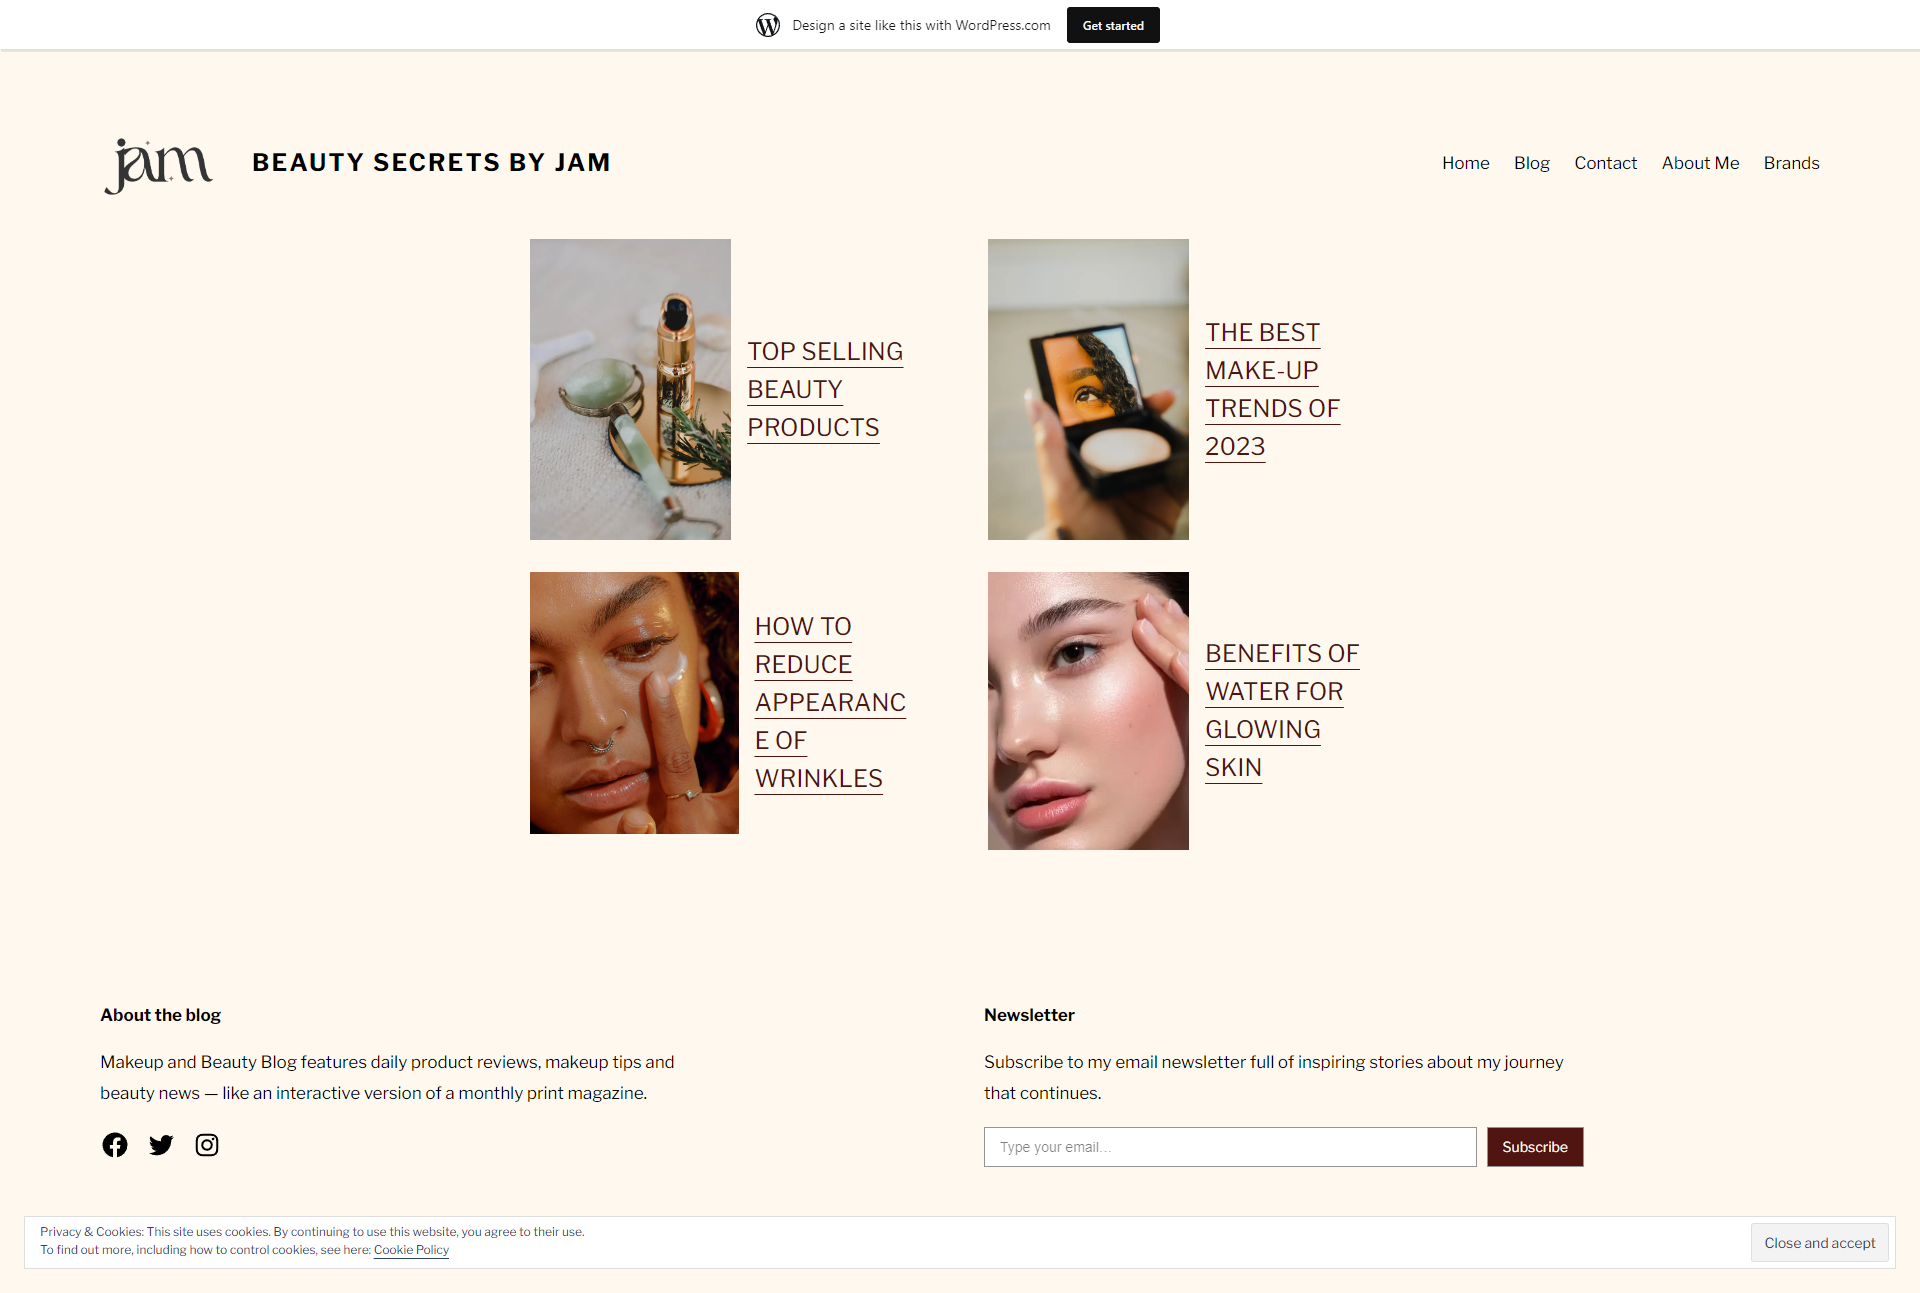 Design a site like this with WordPress.com
Get started
jam
BEAUTY SECRETS BY JAM
Home Blog Contact About Me Brands
TOP SELLING
BEAUTY
PRODUCTS
THE BEST
MAKE-UP
TRENDS OF
2023
HOW TO
REDUCE
APPEARANC
E OF
WRINKLES
BENEFITS OF
WATER FOR
GLOWING
SKIN
About the blog
Makeup and Beauty Blog features daily product reviews, makeup tips and
beauty news — like an interactive version of a monthly print magazine.
Newsletter
Subscribe to my email newsletter full of inspiring stories about my journey
that continues.
Type your email…
Subscribe
Privacy & Cookies: This site uses cookies. By continuing to use this website, you agree to their use.
To find out more, including how to control cookies, see here: Cookie Policy
Close and accept